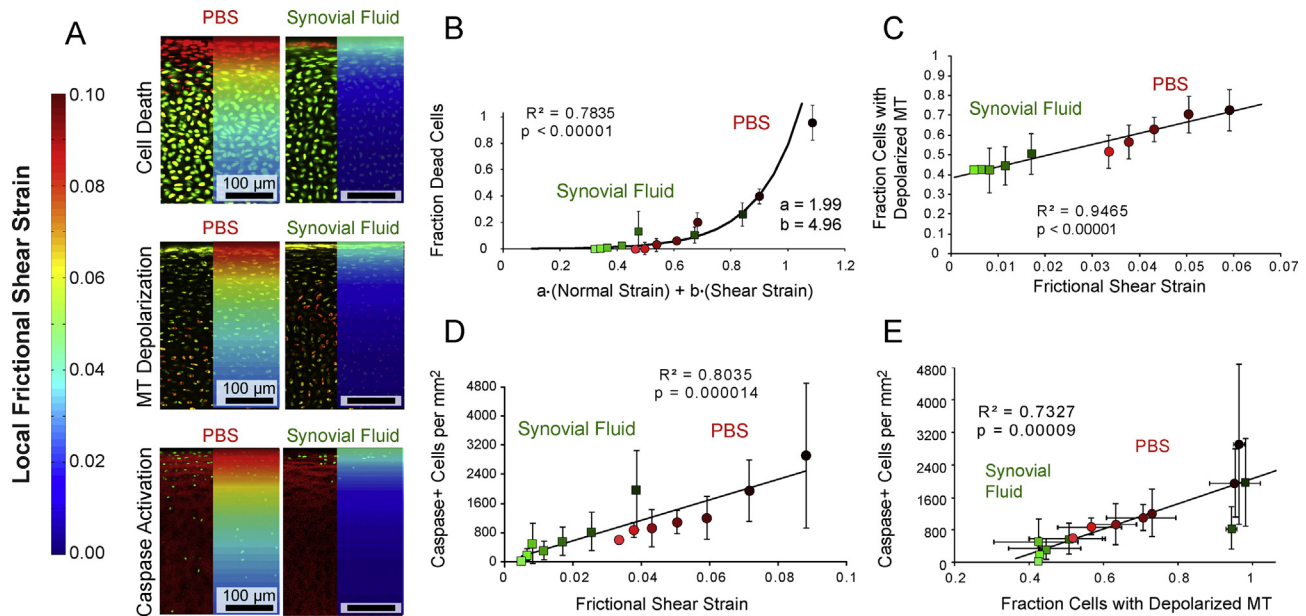 A
PBS
Synovial Fluid
Local Frictional Shear Strain
0.10
0.08
0.06
0.04
0.02
0.00
Cell Death
100 µm
MT Depolarization
100 µm
PBS
Synovial Fluid
Caspase Activation
100 µm
B
Fraction Dead Cells
1
0.8
0.6
0.4
0.2
0
R² = 0.7835
p < 0.00001
PBS
Synovial Fluid
a = 1.99
b = 4.96
0 0.2 0.4 0.6 0.8 1.0 1.2
a·(Normal Strain) + b·(Shear Strain)
C
Fraction Cells with
Depolarized MT
1
0.9
0.8
0.7
0.6
0.5
0.4
0.3
0.2
0.1
0
PBS
Synovial Fluid
R² = 0.9465
p < 0.00001
0 0.01 0.02 0.03 0.04 0.05 0.06 0.07
Frictional Shear Strain
D
Caspase+ Cells per mm²
4800
4000
3200
2400
1600
800
0
R² = 0.8035
p = 0.000014
Synovial Fluid
PBS
0 0.02 0.04 0.06 0.08 0.1
Frictional Shear Strain
E
Caspase+ Cells per mm²
4800
4000
3200
2400
1600
800
0
R² = 0.7327
p = 0.00009
PBS
Synovial
Fluid
0.2 0.4 0.6 0.8 1
Fraction Cells with Depolarized MT